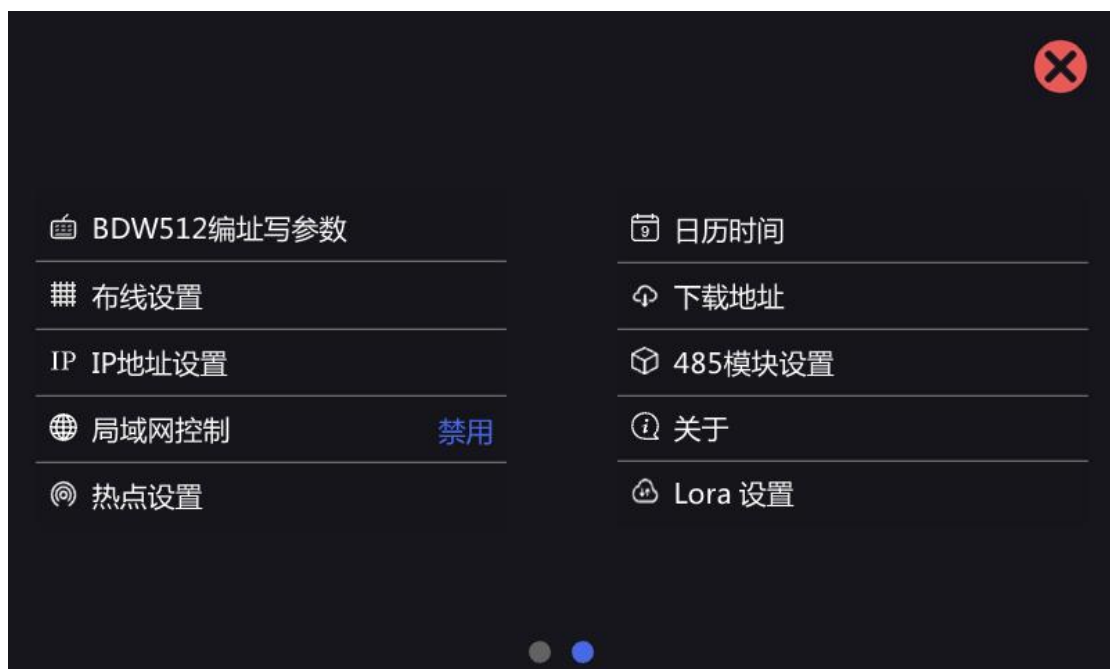 BDW512编址写参数
布线设置
IP IP地址设置
局域网控制 禁用
热点设置
9 日历时间
下载地址
485模块设置
关于
Lora 设置